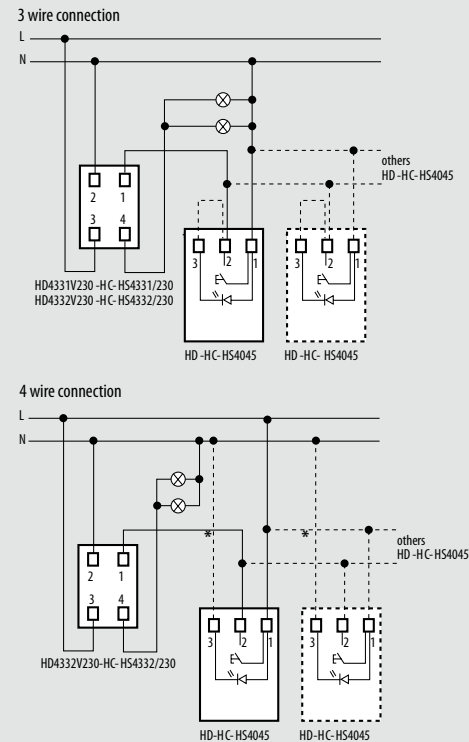 3 wire connection
L
N
others
HD -HC-HS4045
2 1
3 4
3 2 1
3 2 1
HD4331V230 -HC- HS4331/230
HD4332V230 -HC- HS4332/230
HD -HC- HS4045
HD -HC- HS4045
4 wire connection
L
N
* *
others
HD -HC-HS4045
2 1
3 4
3 2 1
3 2 1
HD4332V230-HC- HS4332/230
HD-HC- HS4045
HD-HC- HS4045